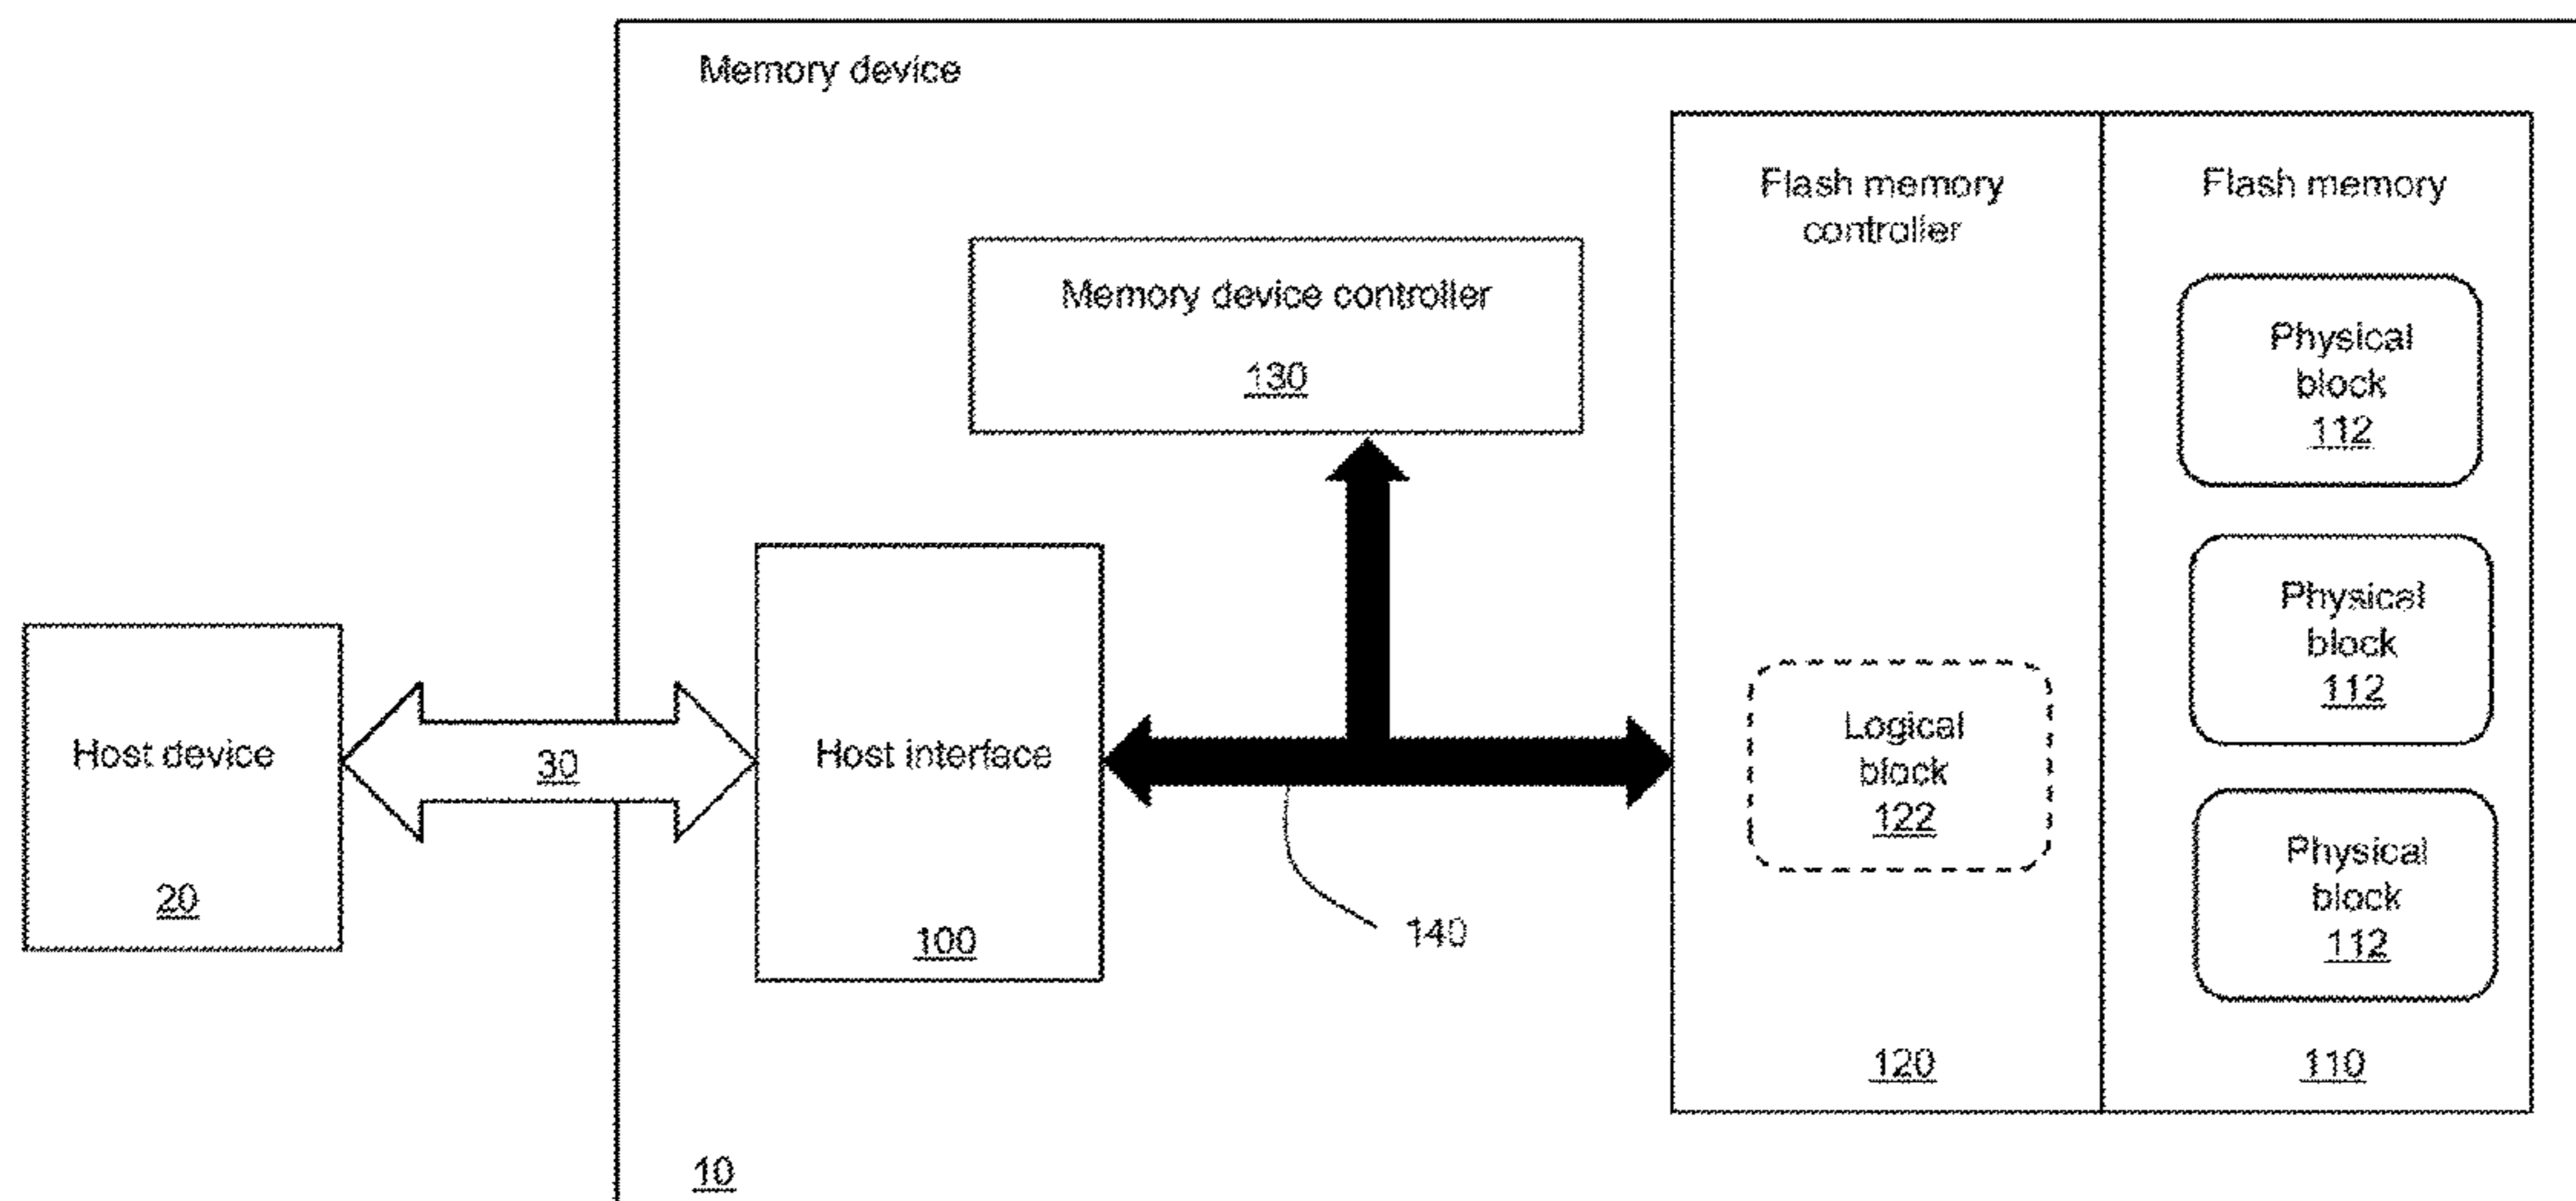 Memory device
Flash memory
controller
Flash memory
Memory device controller
130
Physical
block
112
Physical
block
112
Physical
block
112
Host device
20
30
Host interface
100
140
Logical
block
122
120
110
10